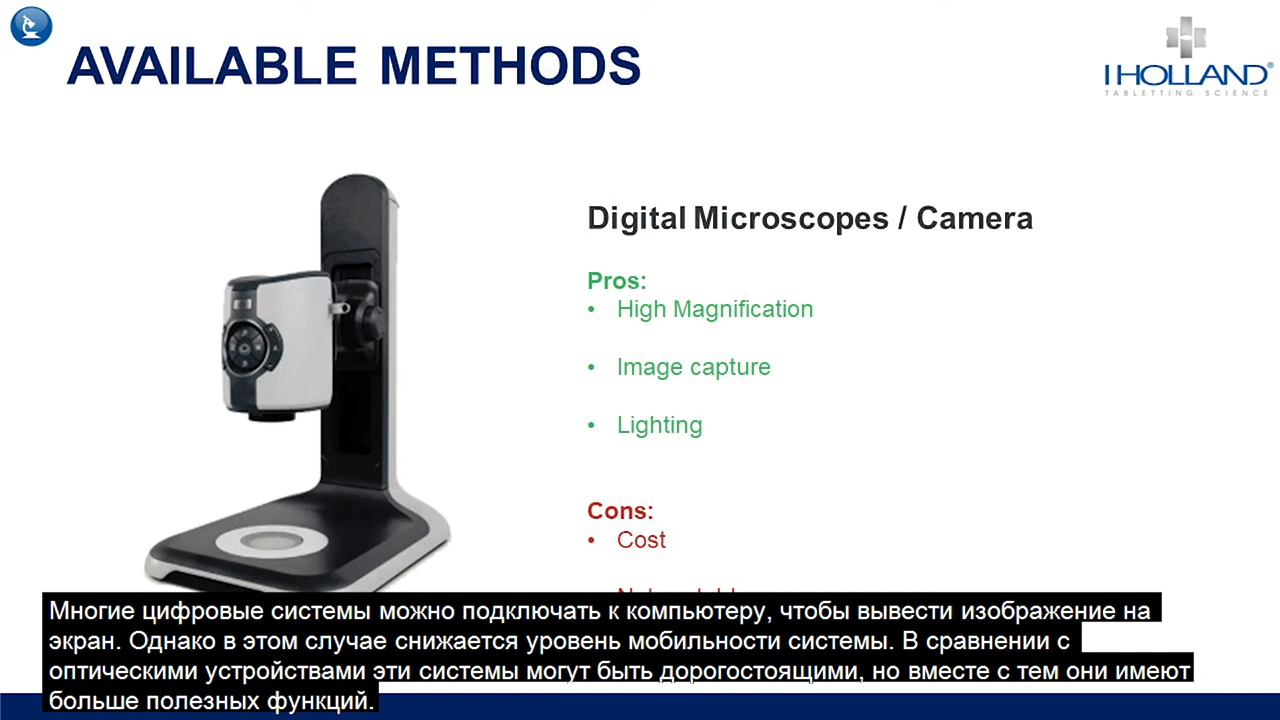 AVAILABLE METHODS
I HOLLAND®
TABLETTING SCIENCE
Digital Microscopes / Camera
Pros:
• High Magnification
• Image capture
• Lighting
Cons:
• Cost
Многие цифровые системы можно подключать к компьютеру, чтобы вывести изображение на
экран. Однако в этом случае снижается уровень мобильности системы. В сравнении с
оптическими устройствами эти системы могут быть дорогостоящими, но вместе с тем они имеют
больше полезных функций.